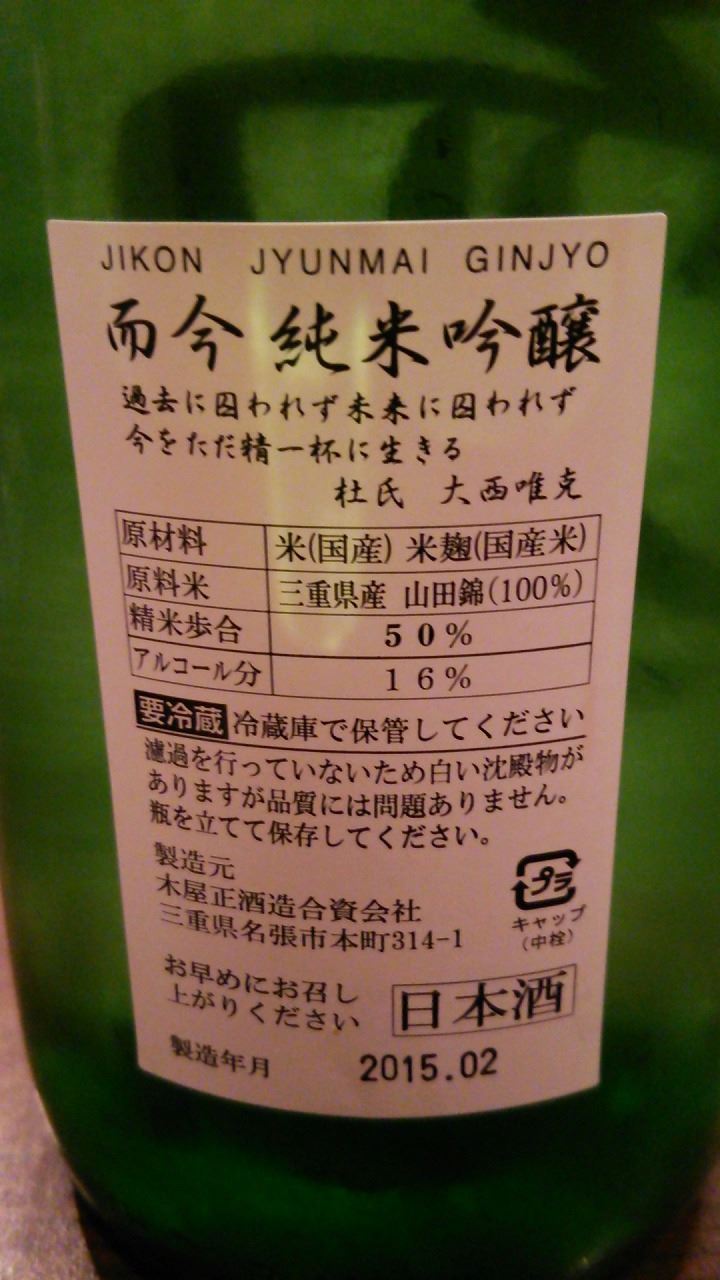 JIKON JYUNMAI GINJYO
而今 純米吟醸
過去に囚われず未来に囚われず
今をただ精一杯に生きる
杜氏 大西唯克
原材料 米(国産) 米麹(国産米)
原料米 三重県産 山田錦(100%)
精米歩合 50%
アルコール分 16%
要冷蔵 冷蔵庫で保管してください
濾過を行っていないため白い沈殿物が
ありますが品質には問題ありません。
瓶を立てて保存してください。
製造元
木屋正酒造合資会社
三重県名張市本町314-1
プラ
キャップ
(中栓)
お早めにお召し
上がりください
日本酒
製造年月 2015.02